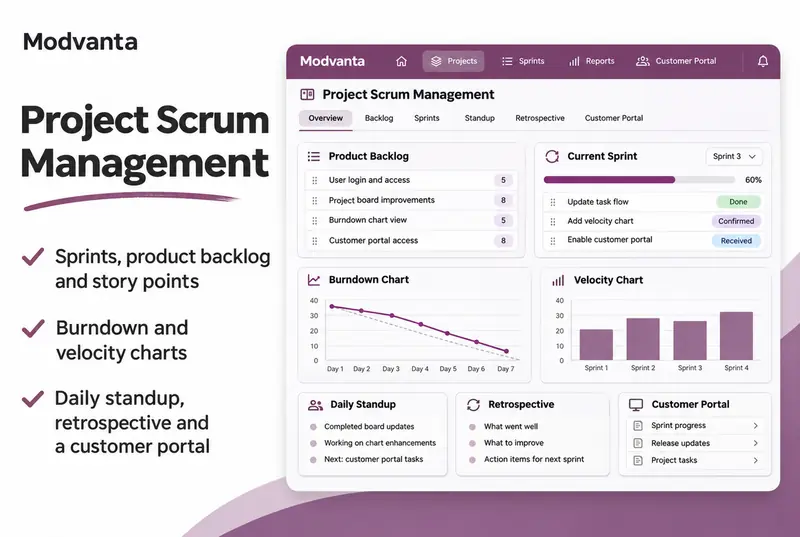 Modvanta
Project Scrum
Management
Sprints, product backlog
and story points
Burndown and
velocity charts
Daily standup,
retrospective and
a customer portal
Modvanta
Projects
Sprints
Reports
Customer Portal
Project Scrum Management
Overview
Backlog
Sprints
Standup
Retrospective
Customer Portal
Product Backlog
User login and access 5
Project board improvements 8
Burndown chart view 5
Customer portal access 8
Current Sprint
Sprint 3
60%
Update task flow Done
Add velocity chart Confirmed
Enable customer portal Received
Burndown Chart
40
30
20
10
0
Day 1 Day 2 Day 3 Day 4 Day 5 Day 6 Day 7
Velocity Chart
40
30
20
10
0
Sprint 1 Sprint 2 Sprint 3 Sprint 4
Daily Standup
Completed board updates
Working on chart enhancements
Next: customer portal tasks
Retrospective
What went well
What to improve
Action items for next sprint
Customer Portal
Sprint progress
Release updates
Project tasks